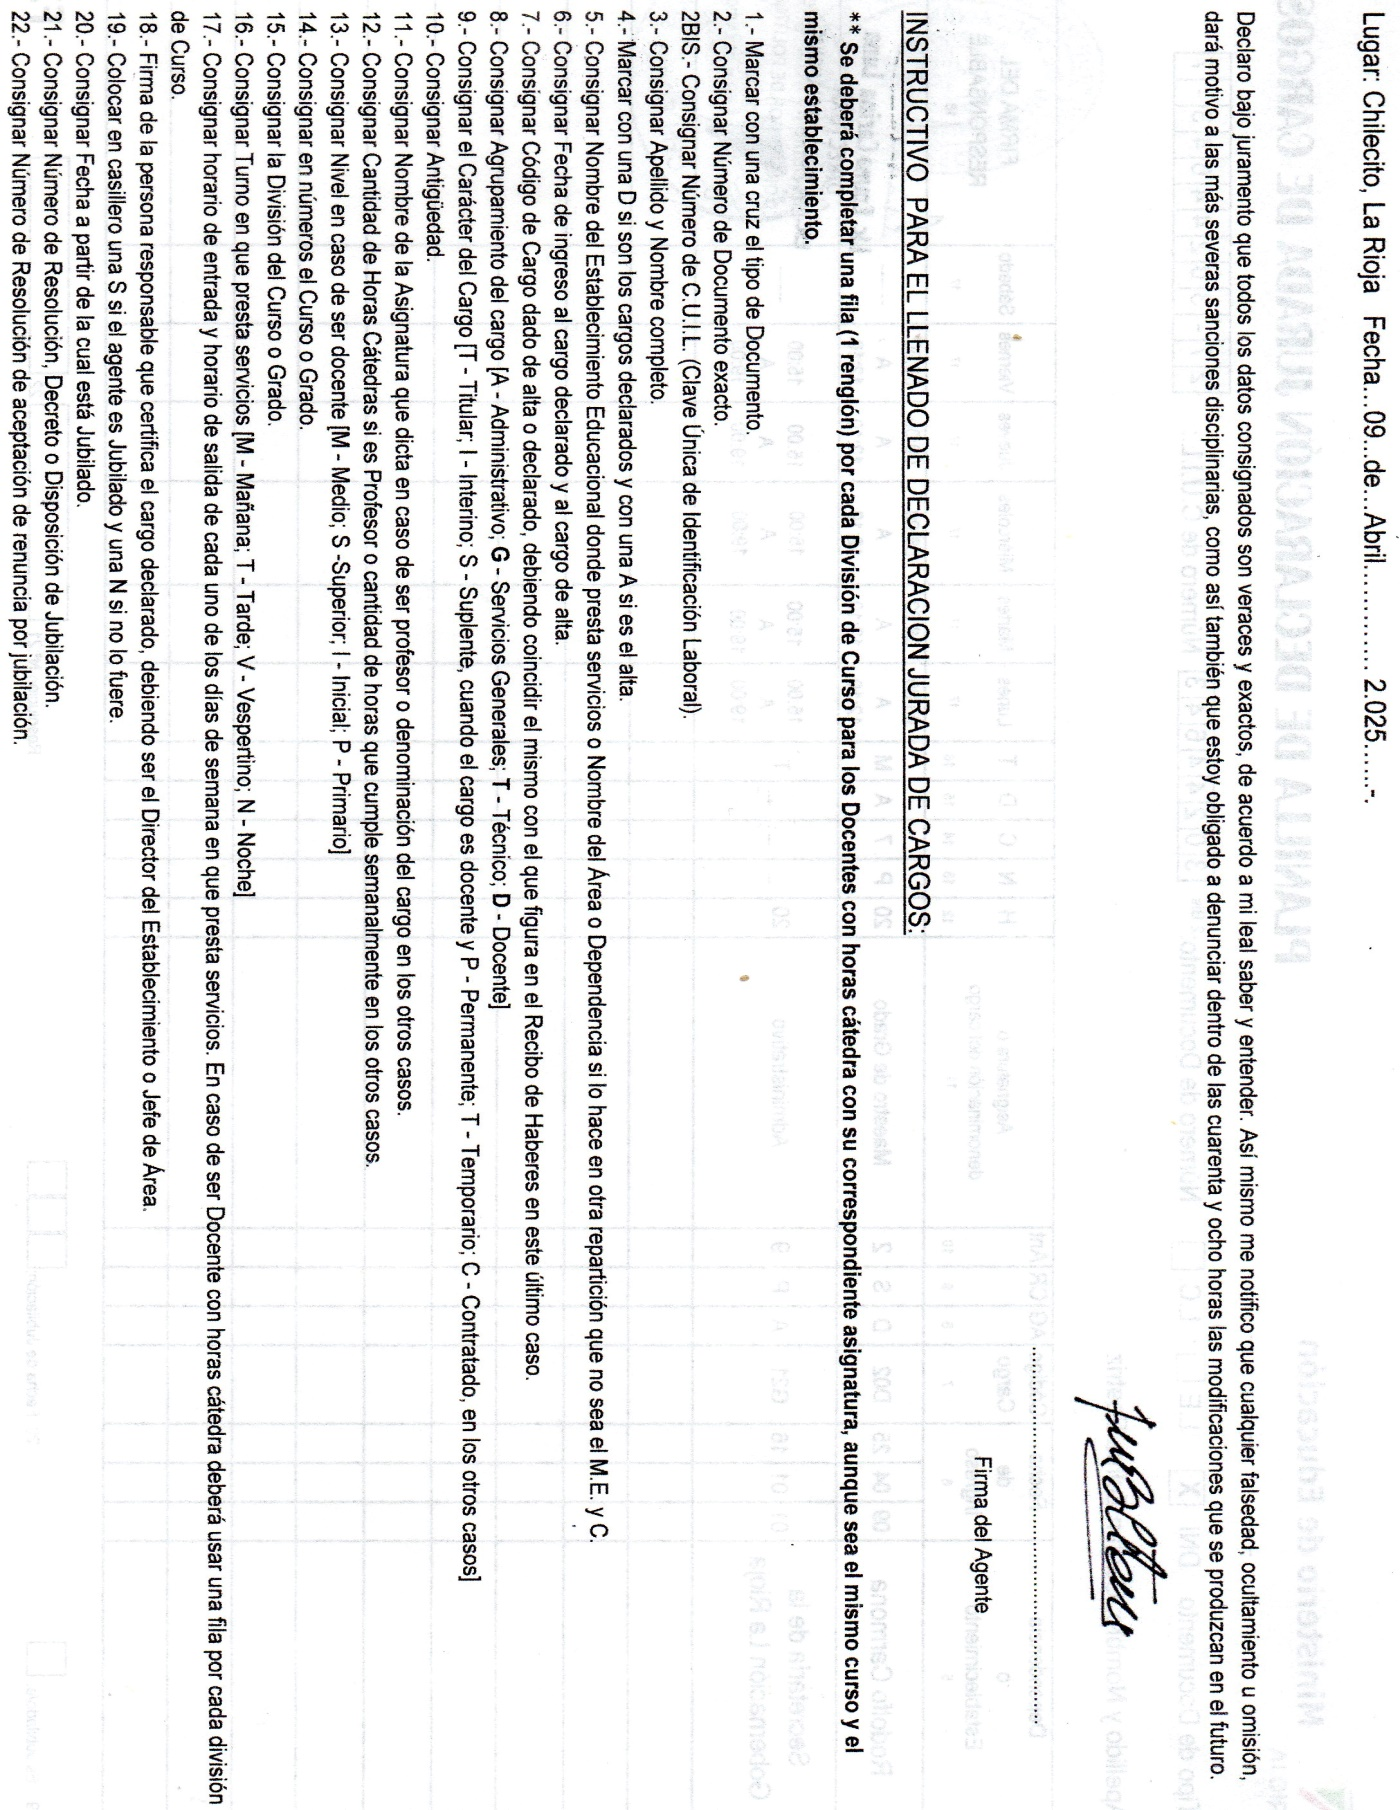 Lugar: Chilecito, La Rioja   Fecha...09...de...Abril.............. 2.025......-.
Declaro bajo juramento que todos los datos consignados son veraces y exactos, de acuerdo a mi leal saber y entender. Así mismo me notifico que cualquier falsedad, ocultamiento u omisión,
dará motivo a las más severas sanciones disciplinarias, como así también que estoy obligado a denunciar dentro de las cuarenta y ocho horas las modificaciones que se produzcan en el futuro.
Firma del Agente
INSTRUCTIVO PARA EL LLENADO DE DECLARACION JURADA DE CARGOS:
** Se deberá completar una fila (1 renglón) por cada División de Curso para los Docentes con horas cátedra con su correspondiente asignatura, aunque sea el mismo curso y el
mismo establecimiento.
1.- Marcar con una cruz el tipo de Documento.
2.- Consignar Número de Documento exacto.
2BIS.- Consignar Número de C.U.I.L. (Clave Única de Identificación Laboral).
3.- Consignar Apellido y Nombre completo.
4.- Marcar con una D si son los cargos declarados y con una A si es el alta.
5.- Consignar Nombre del Establecimiento Educacional donde presta servicios o Nombre del Área o Dependencia si lo hace en otra repartición que no sea el M.E. y C.
6.- Consignar Fecha de ingreso al cargo declarado y al cargo de alta.
7.- Consignar Código de Cargo dado de alta o declarado, debiendo coincidir el mismo con el que figura en el Recibo de Haberes en este último caso.
8.- Consignar Agrupamiento del cargo [A - Administrativo; G - Servicios Generales; T - Técnico; D - Docente]
9.- Consignar el Carácter del Cargo [T - Titular; I - Interino; S - Suplente, cuando el cargo es docente y P - Permanente; T - Temporario; C - Contratado, en los otros casos]
10.- Consignar Antigüedad.
11.- Consignar Nombre de la Asignatura que dicta en caso de ser profesor o denominación del cargo en los otros casos.
12.- Consignar Cantidad de Horas Cátedras si es Profesor o cantidad de horas que cumple semanalmente en los otros casos.
13.- Consignar Nivel en caso de ser docente [M - Medio; S -Superior; I - Inicial; P - Primario]
14.- Consignar en números el Curso o Grado.
15.- Consignar la División del Curso o Grado.
16.- Consignar Turno en que presta servicios [M - Mañana; T - Tarde; V - Vespertino; N - Noche]
17.- Consignar horario de entrada y horario de salida de cada uno de los días de semana en que presta servicios. En caso de ser Docente con horas cátedra deberá usar una fila por cada división
de Curso.
18.- Firma de la persona responsable que certifica el cargo declarado, debiendo ser el Director del Establecimiento o Jefe de Área.
19.- Colocar en casillero una S si el agente es Jubilado y una N si no lo fuere.
20.- Consignar Fecha a partir de la cual está Jubilado.
21.- Consignar Número de Resolución, Decreto o Disposición de Jubilación.
22.- Consignar Número de Resolución de aceptación de renuncia por jubilación.